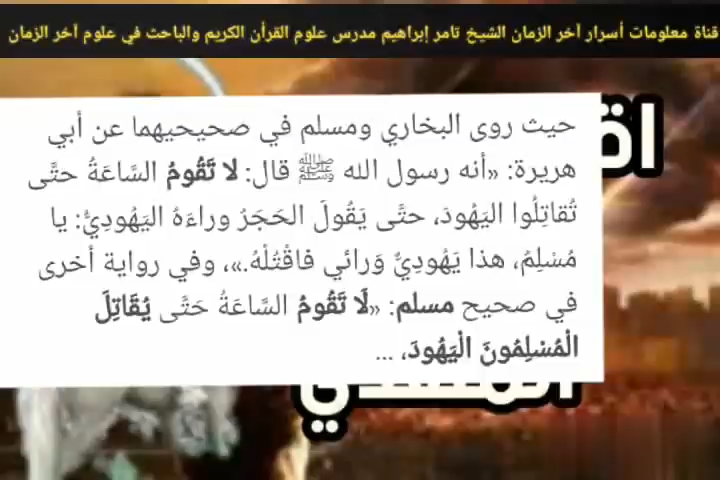 قناة معلومات أسرار آخر الزمان الشيخ تامر إبراهيم مدرس علوم القرأن الكريم والباحث في علوم آخر الزمان
حيث روى البخاري ومسلم في صحيحيهما عن أبي
هريرة: «أنه رسول الله ﷺ قال: لا تَقُومُ السَّاعَةُ حتَّى
تُقاتِلُوا اليَهُودَ، حتَّى يَقُولَ الحَجَرُ وراءَهُ اليَهُودِيُّ: يا
مُسْلِمُ، هذا يَهُودِيٌّ وَرائي فاقْتُلْهُ.»، وفي رواية أخرى
في صحيح مسلم: «لَا تَقُومُ السَّاعَةُ حَتَّى يُقَاتِلَ
الْمُسْلِمُونَ الْيَهُودَ، ...